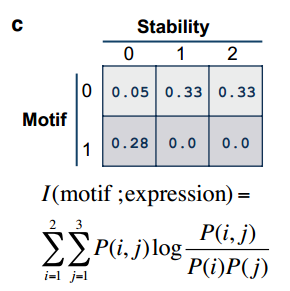 c
Stability
0 1 2
0 0.05 0.33 0.33
Motif
1 0.28 0.0 0.0
I(motif ;expression) =
2 3
∑∑P(i, j)log P(i, j)
P(i)P(j)
i=1 j=1